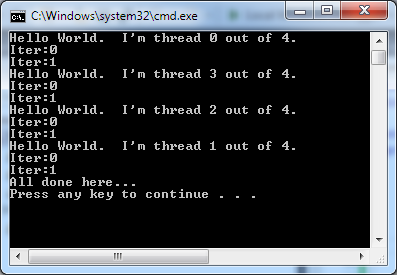 C:\Windows\system32\cmd.exe
Hello World.  I'm thread 0 out of 4.
Iter:0
Iter:1
Hello World.  I'm thread 3 out of 4.
Iter:0
Iter:1
Hello World.  I'm thread 2 out of 4.
Iter:0
Iter:1
Hello World.  I'm thread 1 out of 4.
Iter:0
Iter:1
All done here...
Press any key to continue . . .